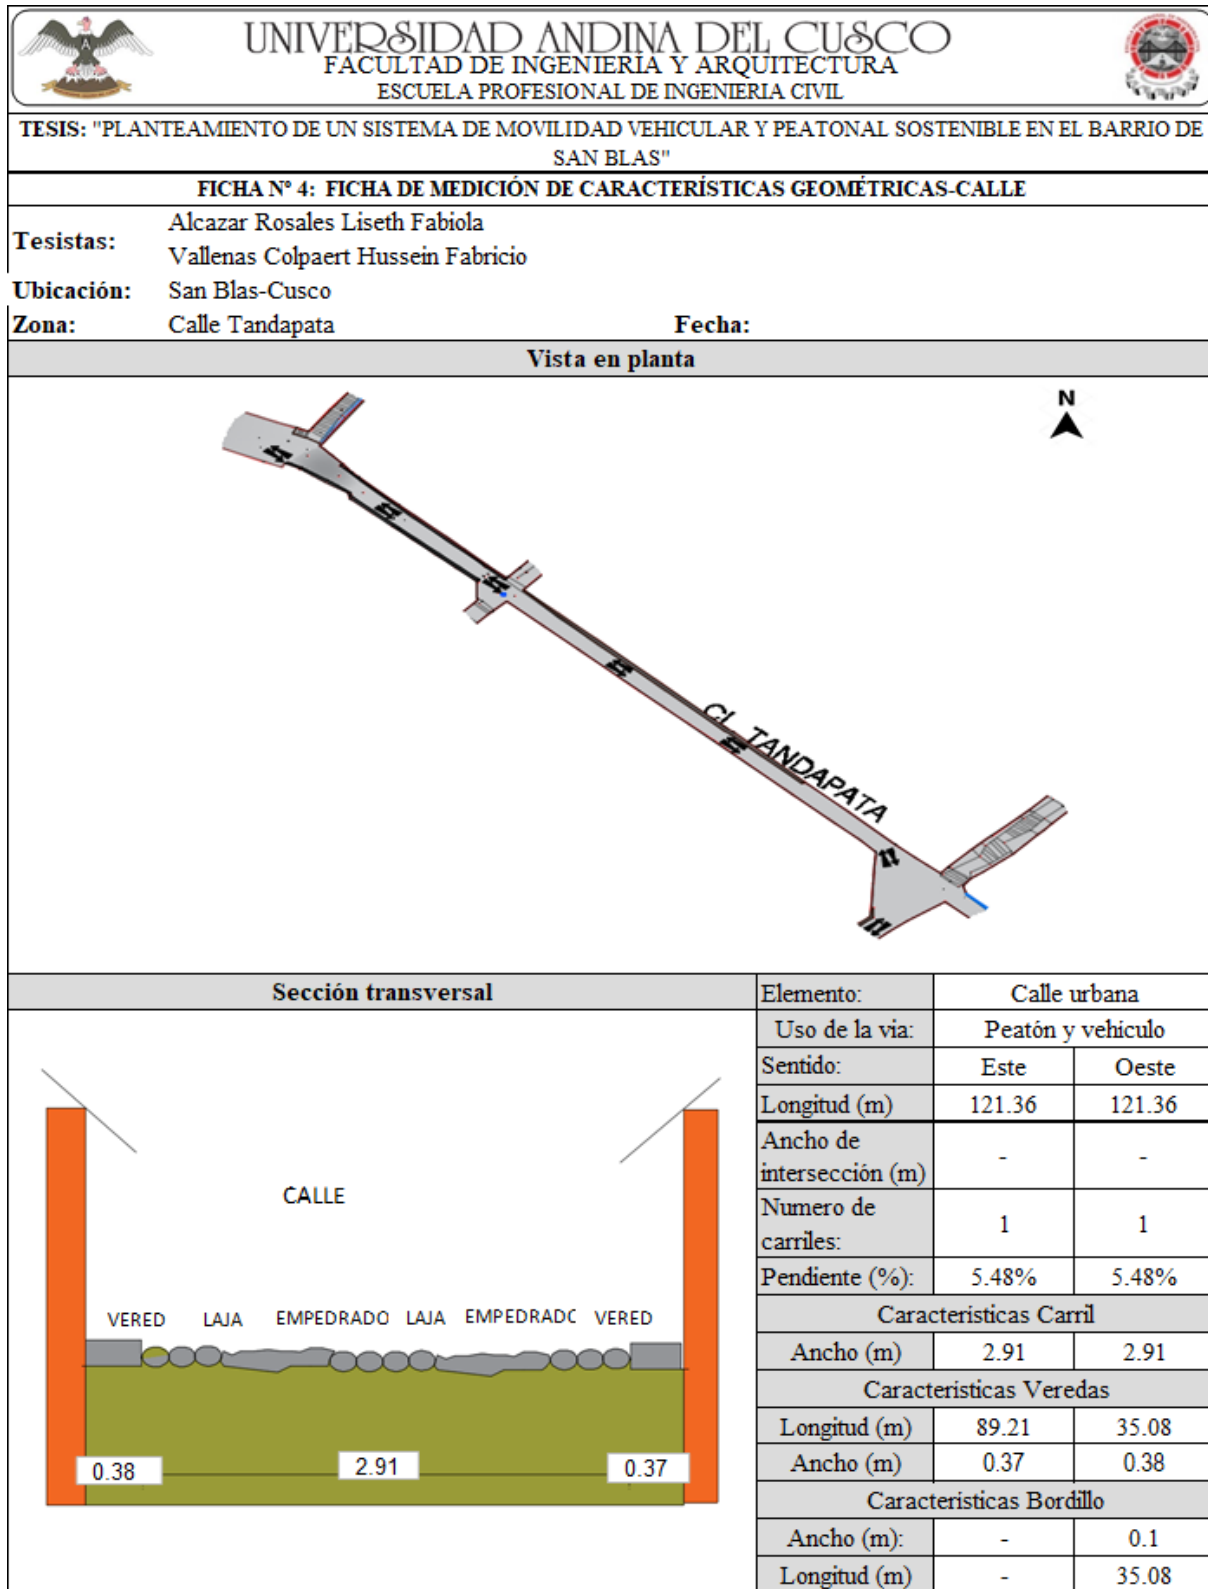 UNIVERSIDAD ANDINA DEL CUSCO
FACULTAD DE INGENIERÍA Y ARQUITECTURA
ESCUELA PROFESIONAL DE INGENIERIA CIVIL
TESIS: "PLANTEAMIENTO DE UN SISTEMA DE MOVILIDAD VEHICULAR Y PEATONAL SOSTENIBLE EN EL BARRIO DE
SAN BLAS"
FICHA Nº 4: FICHA DE MEDICIÓN DE CARACTERÍSTICAS GEOMÉTRICAS-CALLE
Tesistas: Alcazar Rosales Liseth Fabiola
Vallenas Colpaert Hussein Fabricio
Ubicación: San Blas-Cusco
Zona: Calle Tandapata Fecha:
Vista en planta
N
CL TANDAPATA
Sección transversal
CALLE
VERED LAJA EMPEDRADO LAJA EMPEDRADC VERED
0.38 2.91 0.37
Elemento: Calle urbana
Uso de la via: Peatón y vehículo
Sentido: Este Oeste
Longitud (m) 121.36 121.36
Ancho de
intersección (m) - -
Numero de
carriles: 1 1
Pendiente (%): 5.48% 5.48%
Características Carril
Ancho (m) 2.91 2.91
Características Veredas
Longitud (m) 89.21 35.08
Ancho (m) 0.37 0.38
Características Bordillo
Ancho (m): - 0.1
Longitud (m) - 35.08